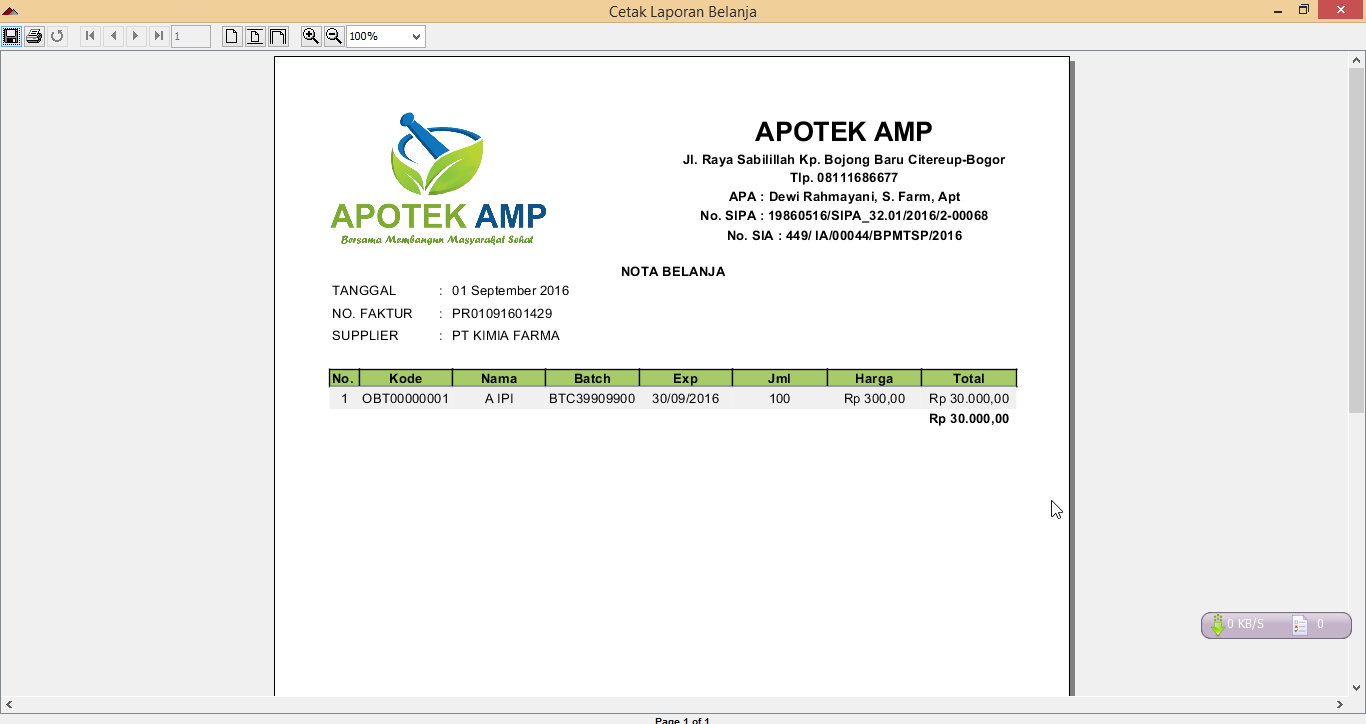 Cetak Laporan Belanja
1
100%
APOTEK AMP
Bersama Membangun Masyarakat Sehat
APOTEK AMP
Jl. Raya Sabilillah Kp. Bojong Baru Citereup-Bogor
Tlp. 08111686677
APA : Dewi Rahmayani, S. Farm, Apt
No. SIPA : 19860516/SIPA_32.01/2016/2-00068
No. SIA : 449/ IA/00044/BPMTSP/2016
NOTA BELANJA
TANGGAL : 01 September 2016
NO. FAKTUR : PR01091601429
SUPPLIER : PT KIMIA FARMA
No. Kode Nama Batch Exp Jml Harga Total
1 OBT00000001 A IPI BTC39909900 30/09/2016 100 Rp 300,00 Rp 30.000,00
Rp 30.000,00
0 KB/S 0
Page 1 of 1